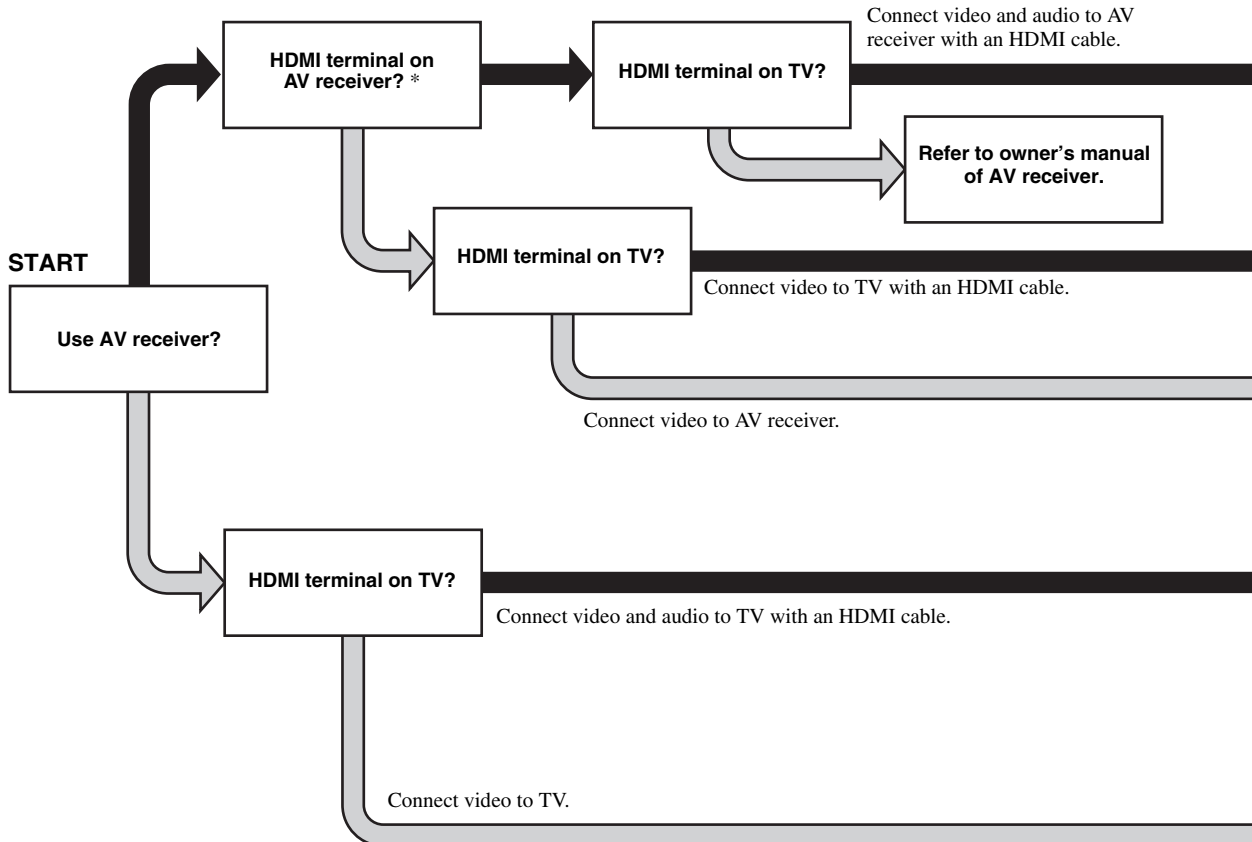 Connect video and audio to AV
receiver with an HDMI cable.
HDMI terminal on
AV receiver? *
HDMI terminal on TV?
Refer to owner’s manual
of AV receiver.
HDMI terminal on TV?
START
Connect video to TV with an HDMI cable.
Use AV receiver?
Connect video to AV receiver.
HDMI terminal on TV?
Connect video and audio to TV with an HDMI cable.
Connect video to TV.